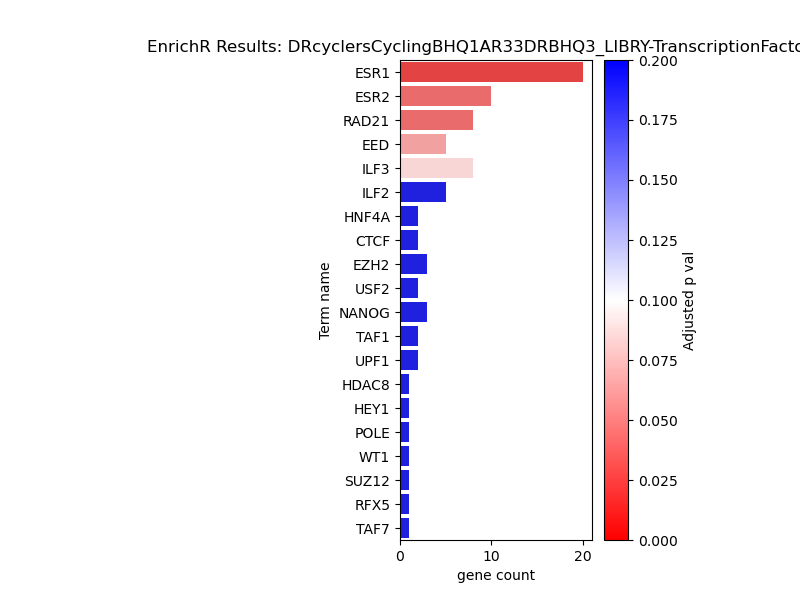 EnrichR Results: DRcyclersCyclingBHQ1AR33DRBHQ3_LIBRY-TranscriptionFacto
Term name
ESR1
ESR2
RAD21
EED
ILF3
ILF2
HNF4A
CTCF
EZH2
USF2
NANOG
TAF1
UPF1
HDAC8
HEY1
POLE
WT1
SUZ12
RFX5
TAF7
0 10 20
gene count
0.200
0.175
0.150
0.125
0.100
0.075
0.050
0.025
0.000
Adjusted p val